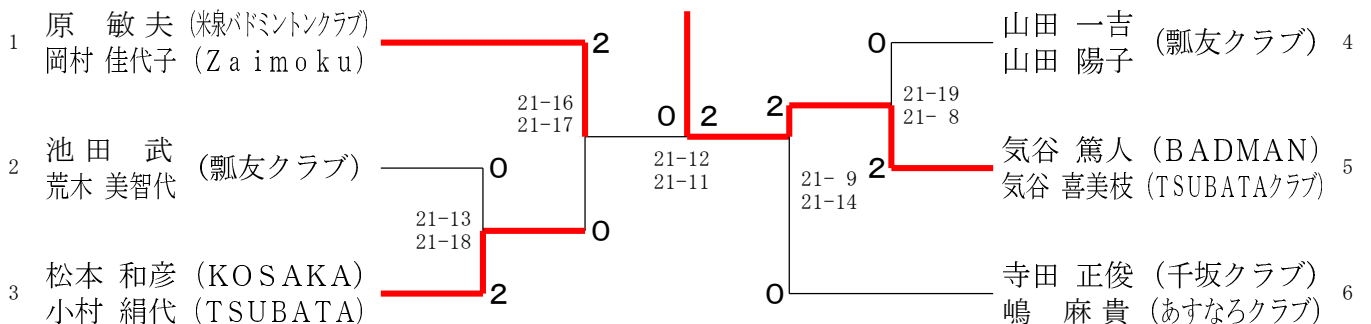 1
原 敏夫 (米泉バドミントンクラブ)
岡村 佳代子 (Zaimoku)
2
21-16
21-17
2
池田 武
荒木 美智代
(瓢友クラブ)
0
21-13
21-18
0
3
松本 和彦 (KOSAKA)
小村 絹代 (TSUBATA)
2
0 2
21-12
21-11
山田 一吉
山田 陽子
(瓢友クラブ)
4
0
2
21-19
21- 8
気谷 篤人 (BADMAN)
気谷 喜美枝 (TSUBATAクラブ)
5
2
21- 9
21-14
寺田 正俊 (千坂クラブ)
嶋 麻貴 (あすなろクラブ)
6
0